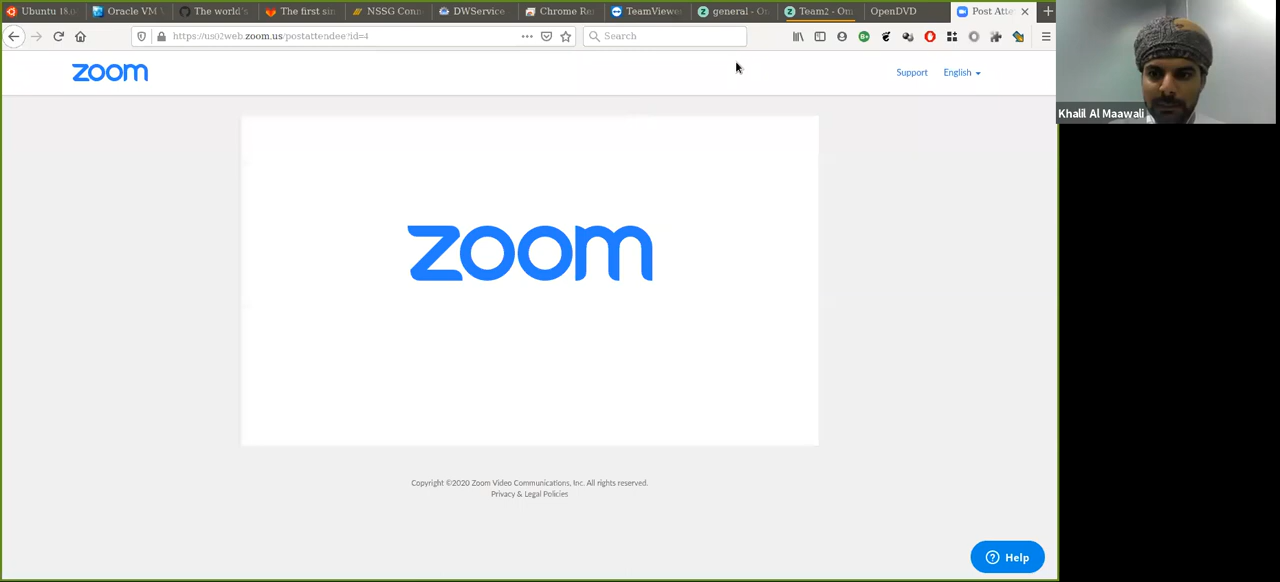 Ubuntu 18.0 Oracle VM The world's The first sin NSSG Conn DWService Chrome Re TeamViewer general - On Team2 - On OpenDVD Post Atte
https://us02web.zoom.us/postattendee?id=4 Search
zoom Support English
Khalil Al Maawali
zoom
Copyright ©2020 Zoom Video Communications, Inc. All rights reserved.
Privacy & Legal Policies
Help